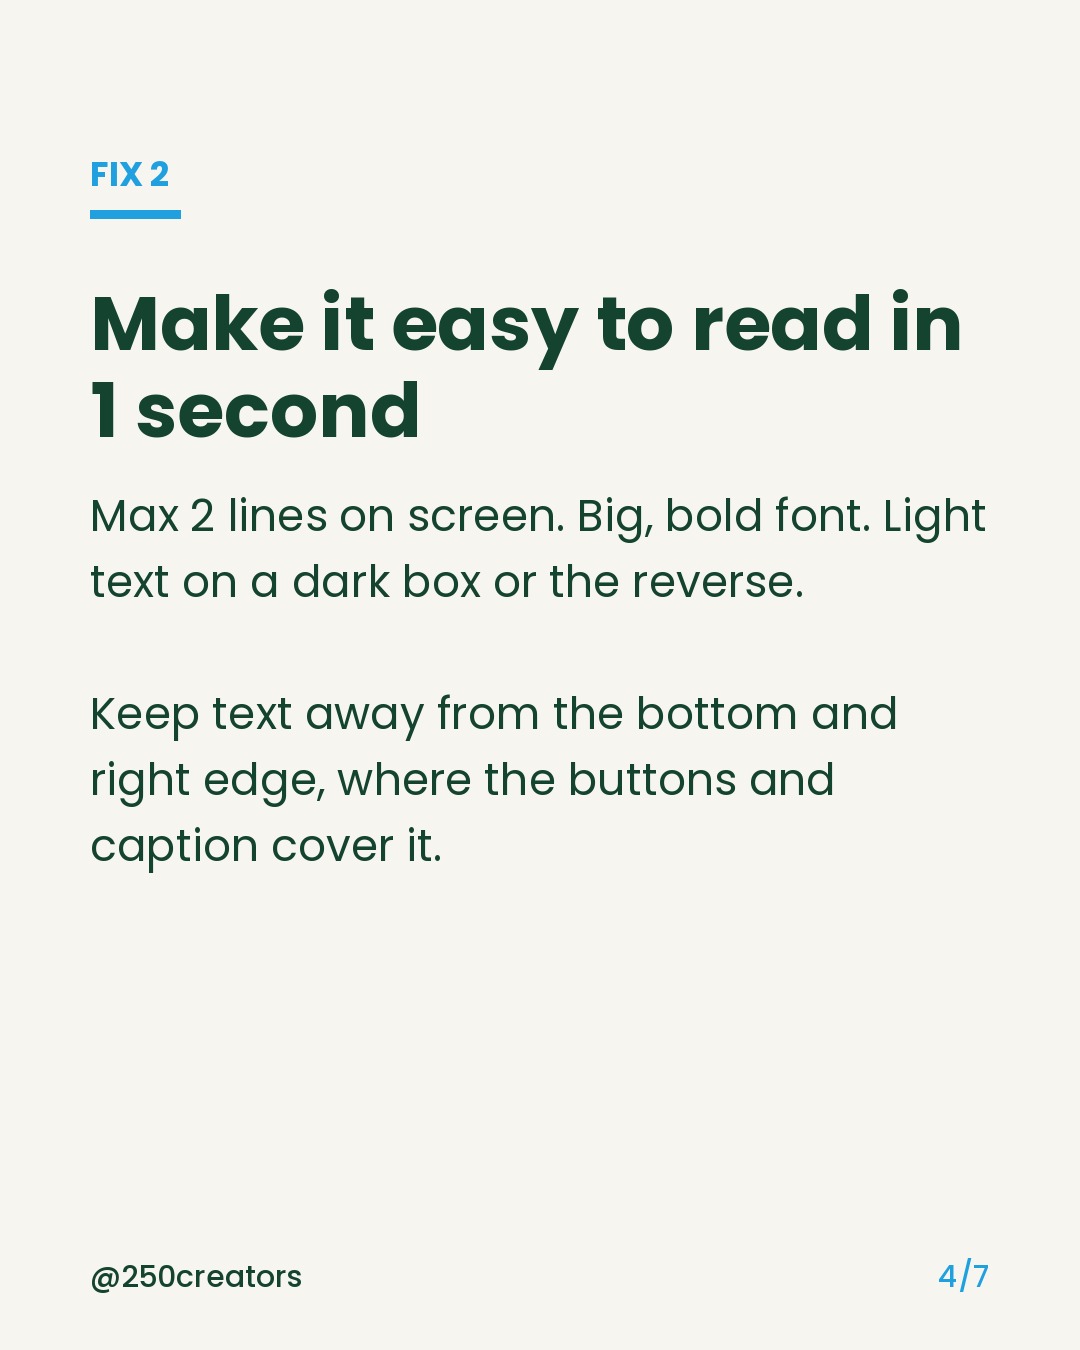 FIX 2
Make it easy to read in
1 second
Max 2 lines on screen. Big, bold font. Light
text on a dark box or the reverse.
Keep text away from the bottom and
right edge, where the buttons and
caption cover it.
@250creators
4/7